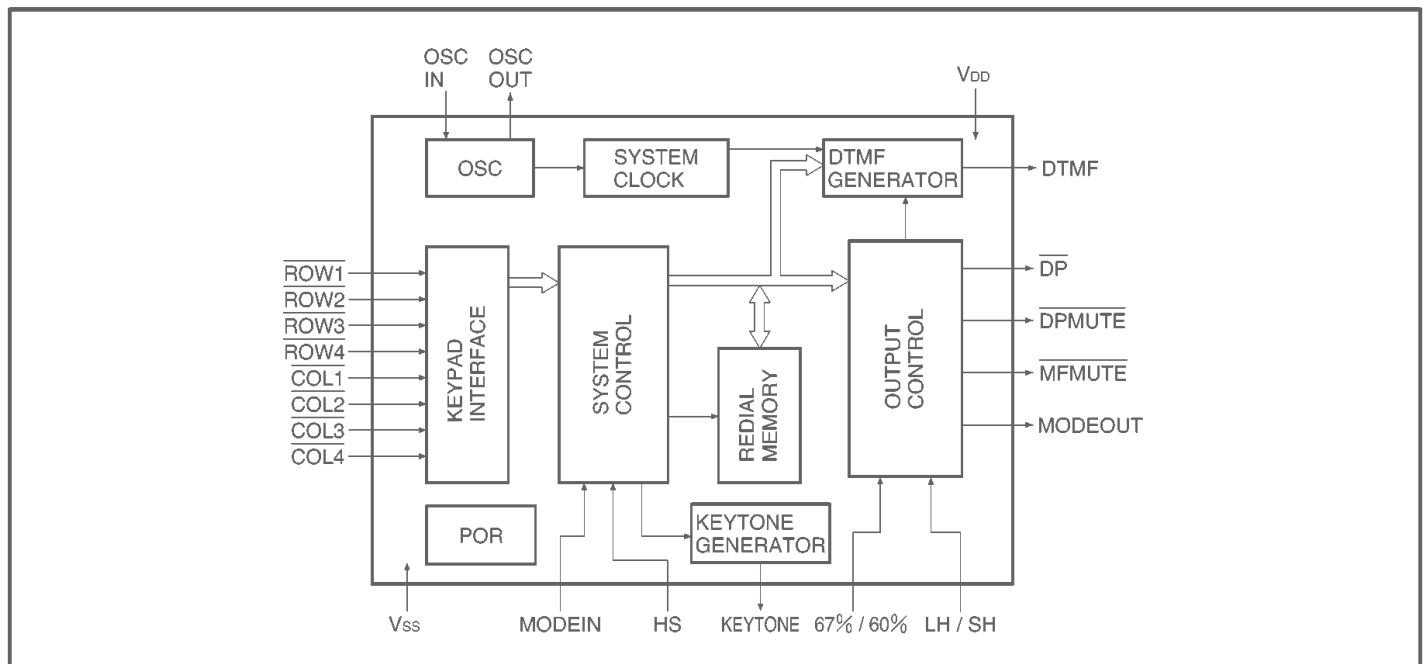 OSC OSC
IN OUT
VDD
OSC
SYSTEM
CLOCK
DTMF
GENERATOR
DTMF
ROW1
ROW2
ROW3
ROW4
COL1
COL2
COL3
COL4
KEYPAD
INTERFACE
SYSTEM
CONTROL
REDIAL
MEMORY
OUTPUT
CONTROL
DP
DPMUTE
MFMUTE
MODEOUT
POR
KEYTONE
GENERATOR
VSS MODEIN HS KEYTONE 67%/60% LH / SH